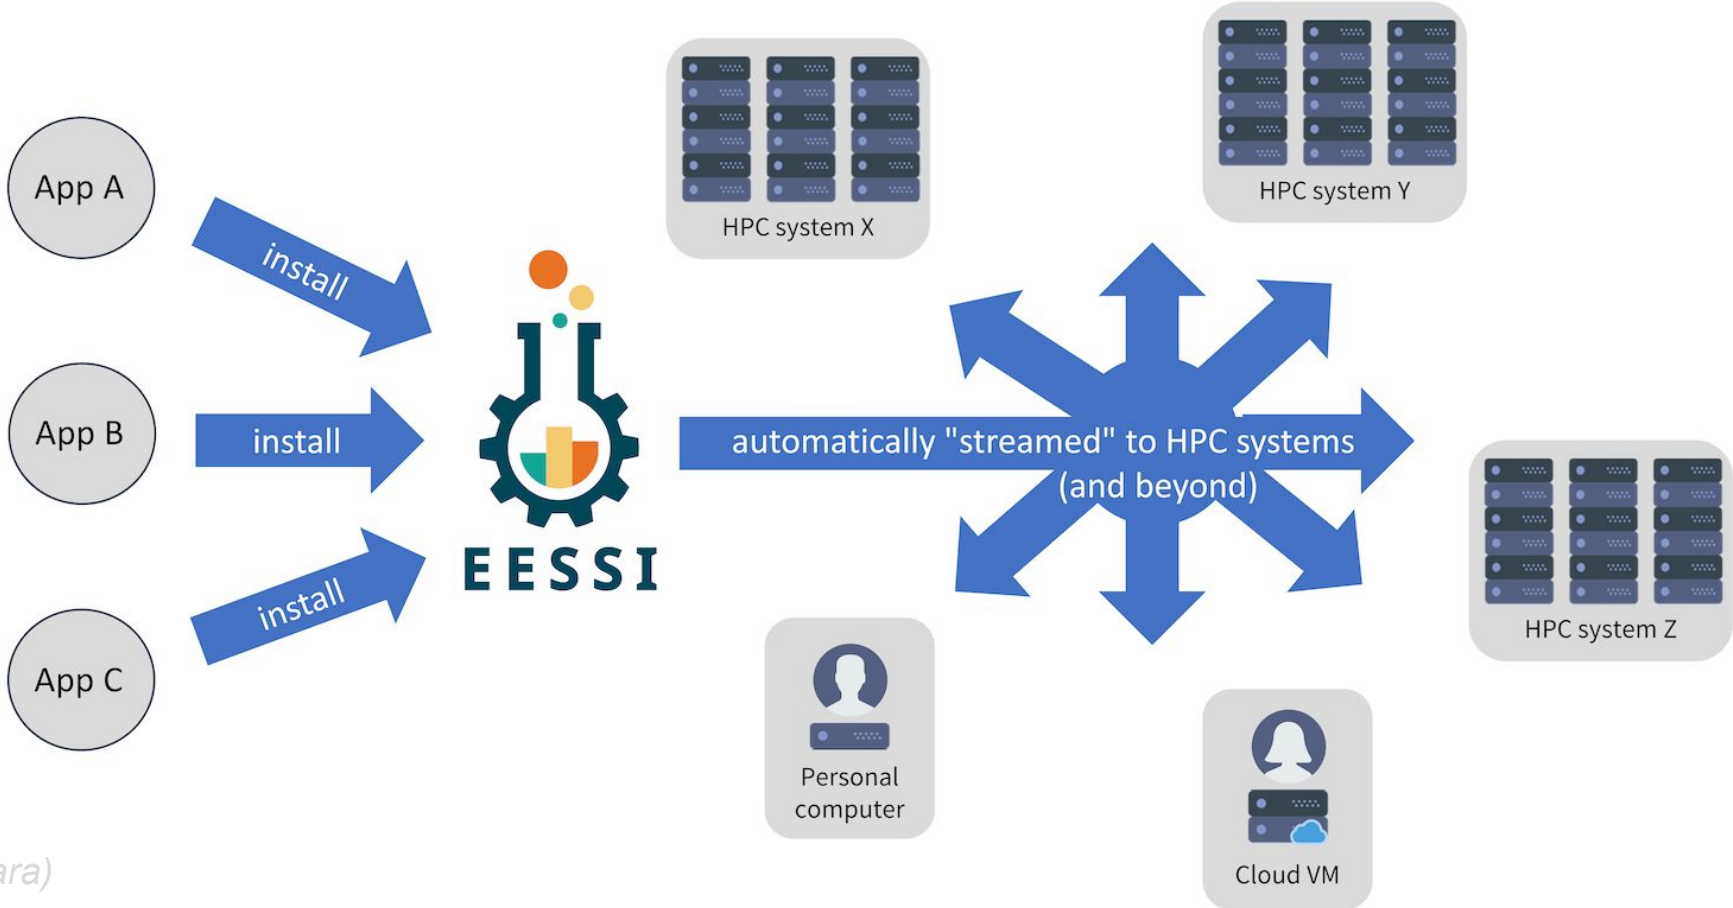 App A
App B
App C
install
install
install
EESSI
automatically "streamed" to HPC systems
(and beyond)
HPC system X
HPC system Y
HPC system Z
Personal
computer
Cloud VM
ara)